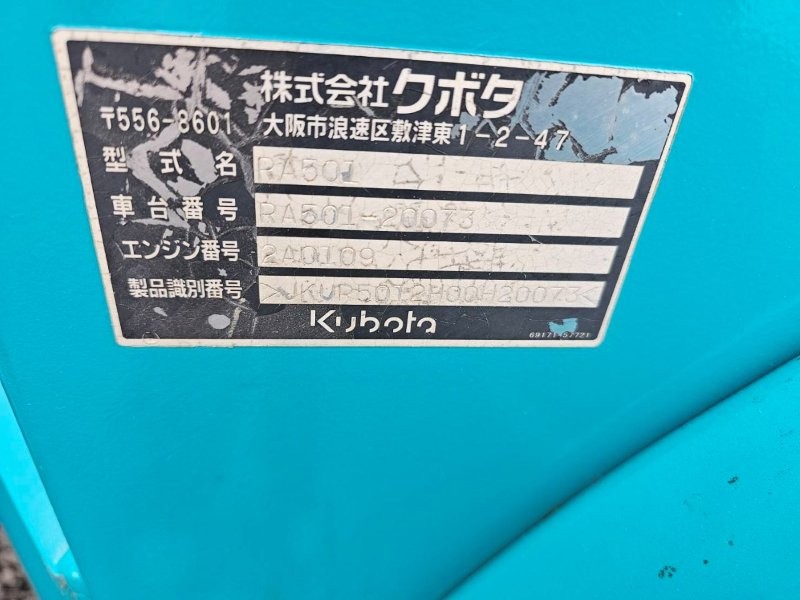 株式会社クボタ
〒556-8601 大阪市浪速区敷津東1-2-47
型式名 RA501
車台番号 RA501-20073
エンジン番号 2A0109
製品識別番号
Kubota